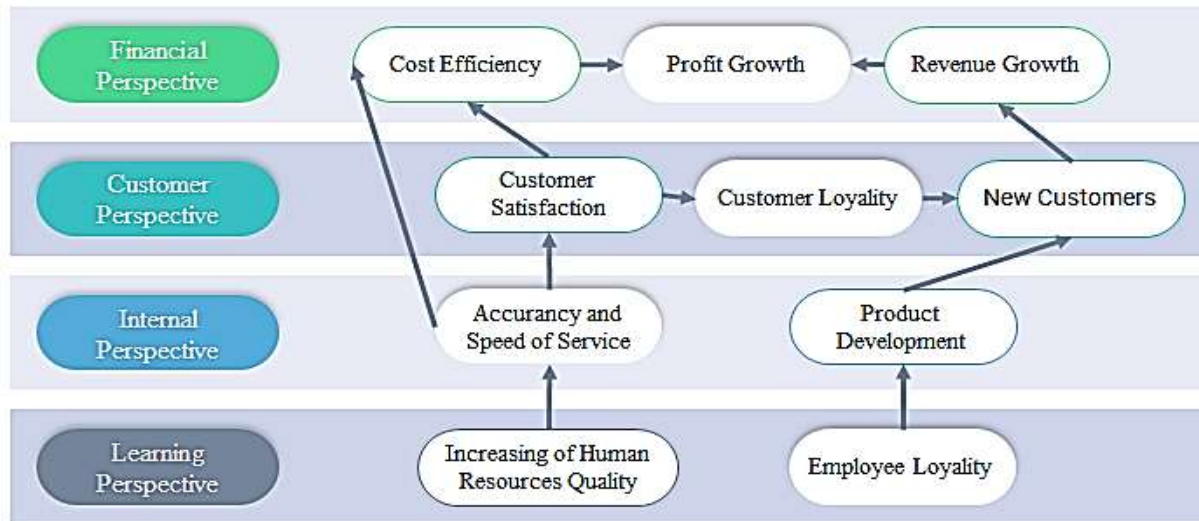 Financial
Perspective
Cost Efficiency
Profit Growth
Revenue Growth
Customer
Perspective
Customer
Satisfaction
Customer Loyality
New Customers
Internal
Perspective
Accurancy and
Speed of Service
Product
Development
Learning
Perspective
Increasing of Human
Resources Quality
Employee Loyality